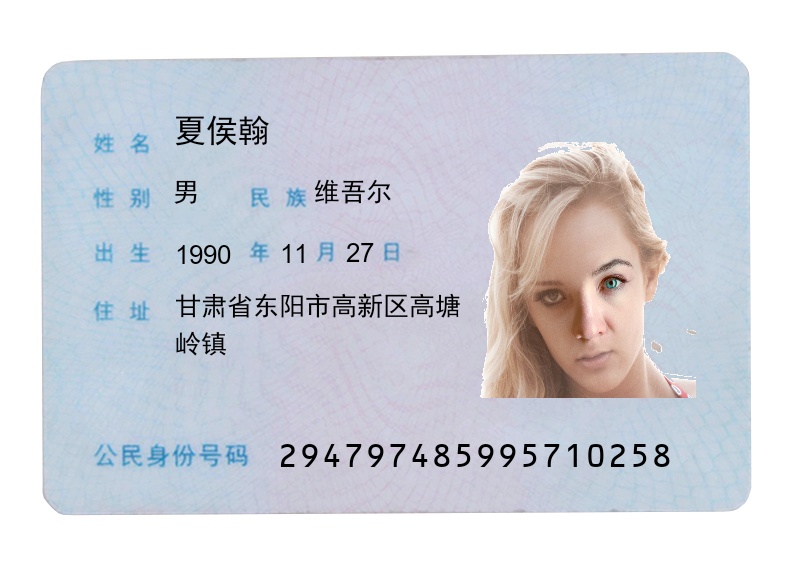 姓名 夏侯翰
性别 男 民族 维吾尔
出生 1990 年 11 月 27 日
住址 甘肃省东阳市高新区高塘
岭镇
公民身份号码 294797485995710258